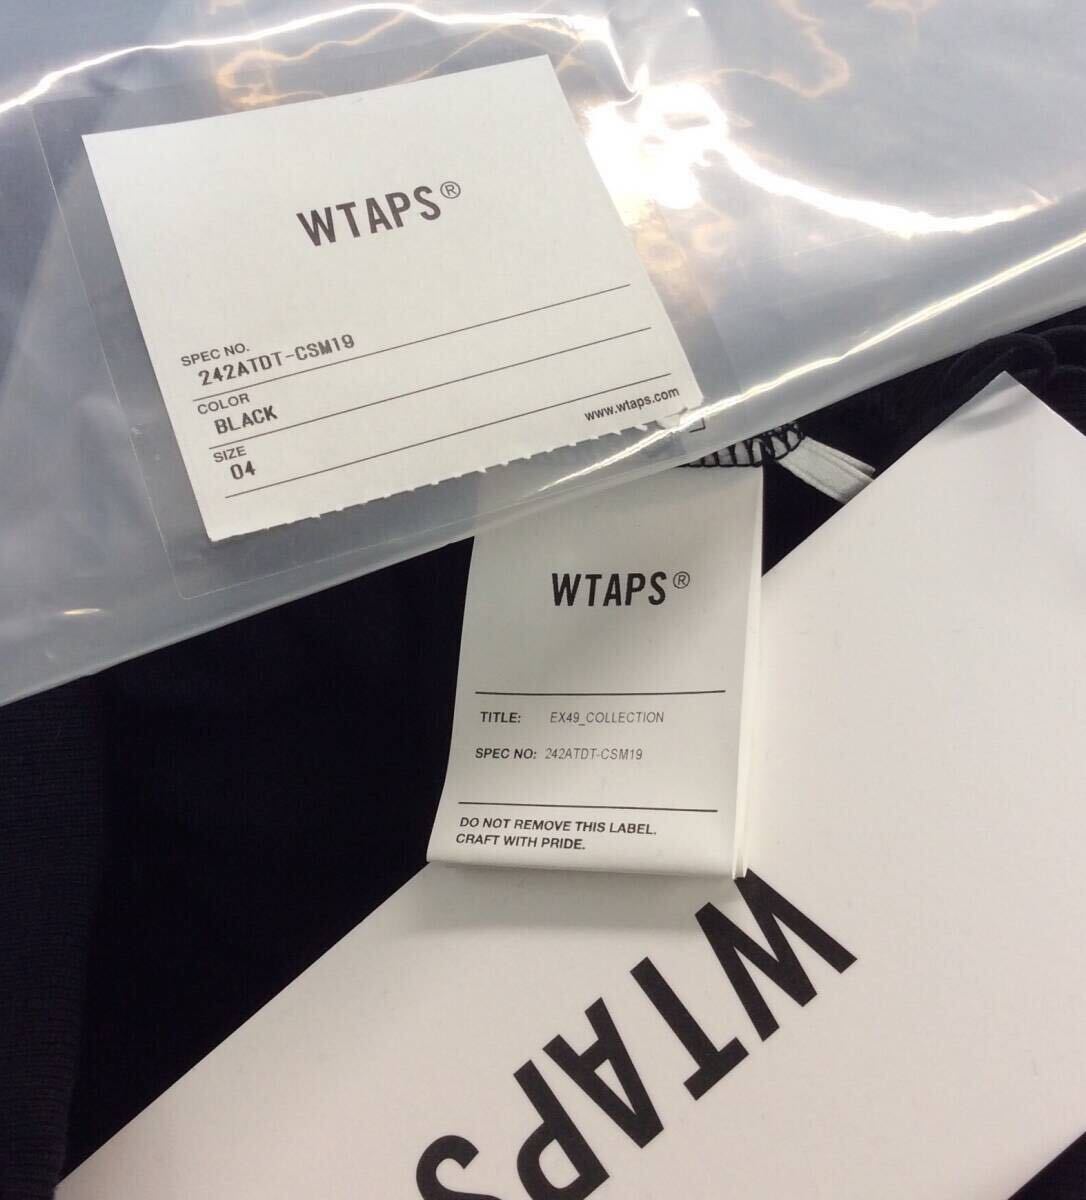 WTAPS®
SPEC NO.
242ATDT-CSM19
COLOR
BLACK
SIZE
04
www.wtaps.com
WTAPS®
TITLE: EX49_COLLECTION
SPEC NO: 242ATDT-CSM19
DO NOT REMOVE THIS LABEL.
CRAFT WITH PRIDE.
WTAPS